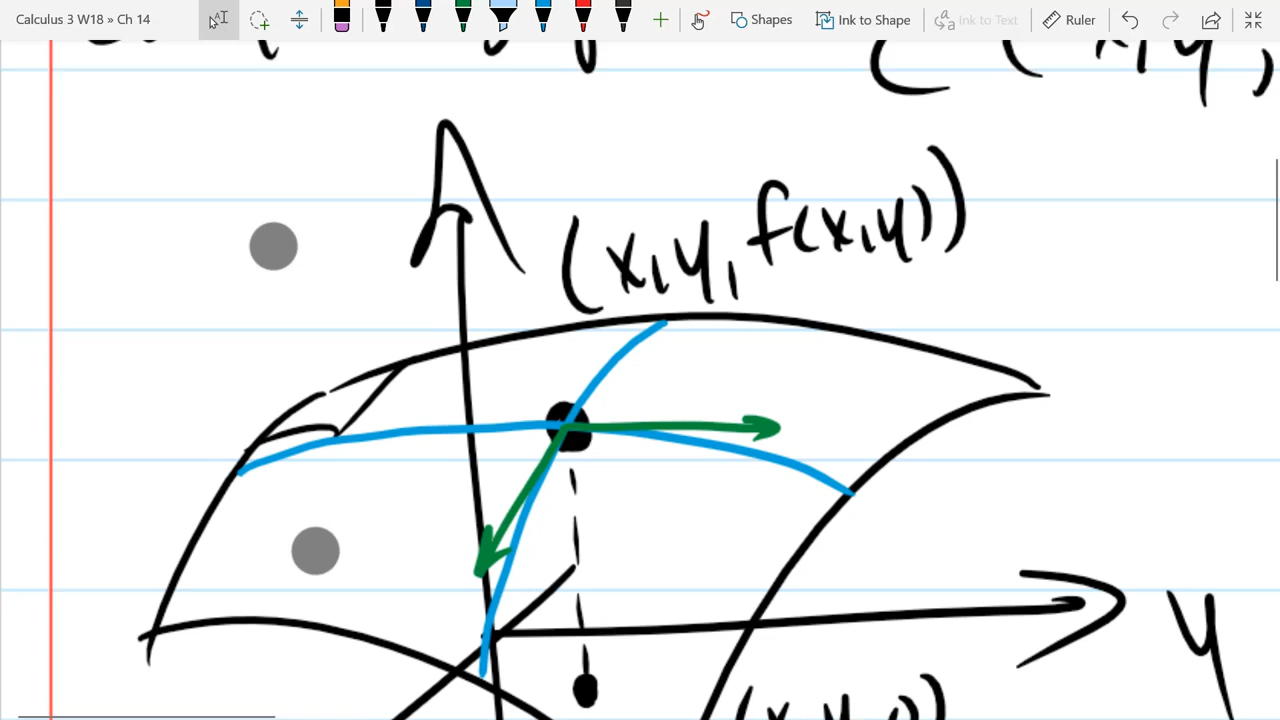 Calculus 3 W18 » Ch 14
Shapes
Ink to Shape
Ink to Text
Ruler
(x,y,
(x,y,f(x,y))
y